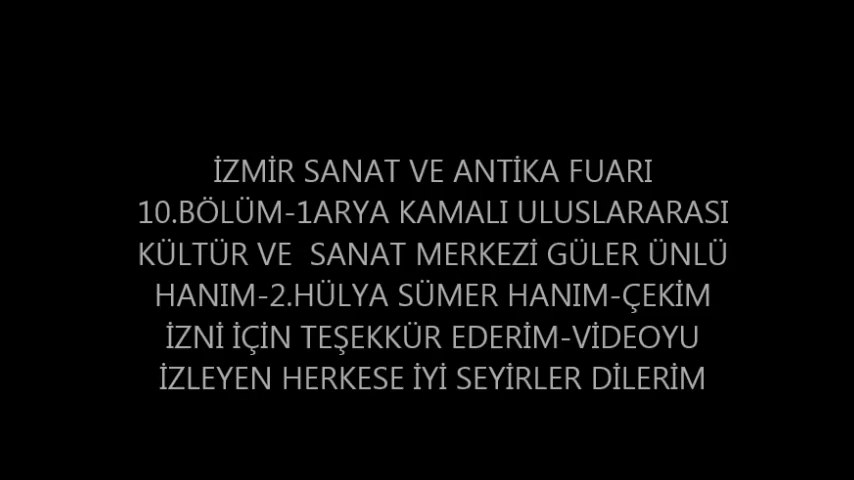 İZMİR SANAT VE ANTİKA FUARI
10.BÖLÜM-1ARYA KAMALI ULUSLARARASI
KÜLTÜR VE  SANAT MERKEZİ GÜLER ÜNLÜ
HANIM-2.HÜLYA SÜMER HANIM-ÇEKİM
İZNİ İÇİN TEŞEKKÜR EDERİM-VİDEOYU
İZLEYEN HERKESE İYİ SEYİRLER DİLERİM